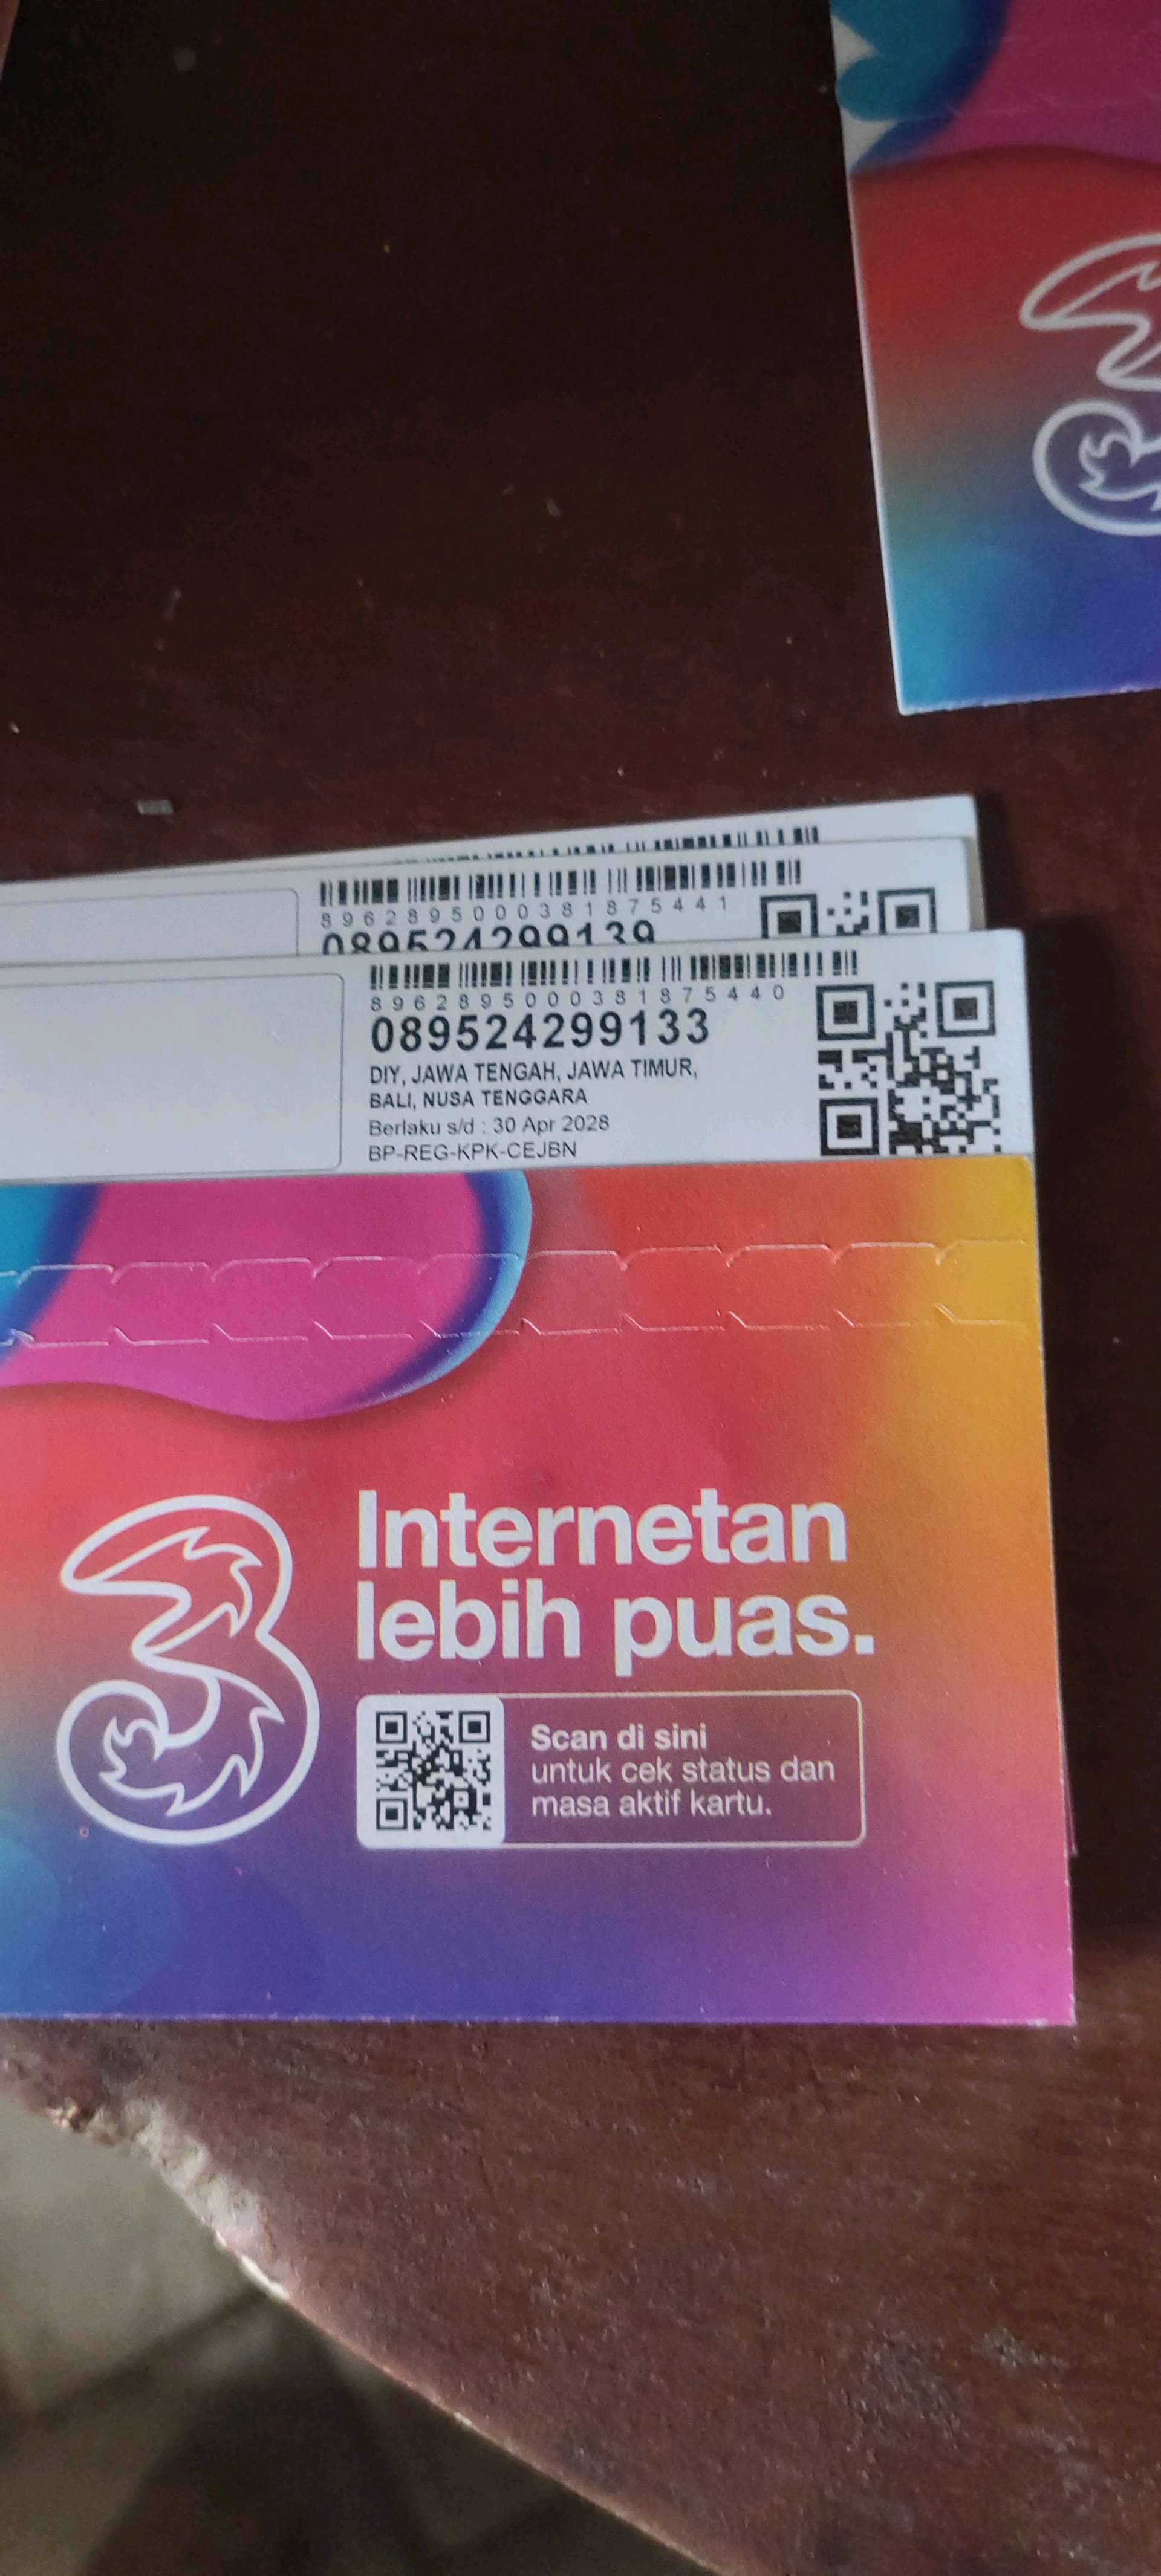 8962895000381875441
089524299139
8962895000381875440
089524299133
DIY, JAWA TENGAH, JAWA TIMUR,
BALI, NUSA TENGGARA
Berlaku s/d : 30 Apr 2028
BP-REG-KPK-CEJBN
3
Internetan
lebih puas.
Scan di sini
untuk cek status dan
masa aktif kartu.